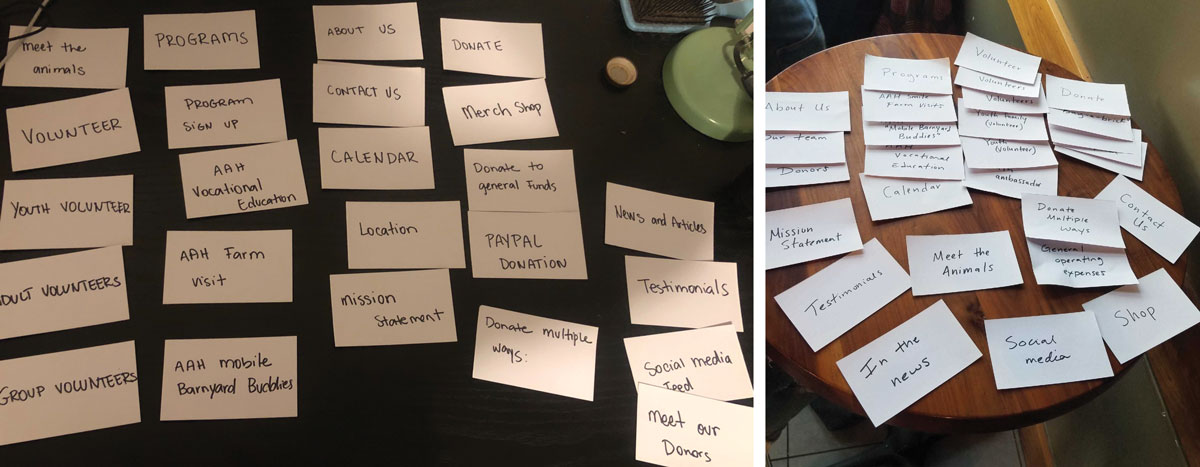 meet the
animals
VOLUNTEER
YOUTH VOLUNTEER
ADULT VOLUNTEERS
GROUP VOLUNTEERS
PROGRAMS
PROGRAM
SIGN UP
AAH
Vocational
Education
AAH Farm
visit
AAH mobile
Barnyard Buddies
ABOUT US
CONTACT US
CALENDAR
Location
mission
Statement
DONATE
Merch Shop
Donate to
general Funds
PAYPAL
DONATION
Donate multiple
ways:
News and Articles
Testimonials
Social media
feed
Meet our
Donors
About Us
Our team
Donors
Mission
Statement
Testimonials
Programs
AAH Smile
Farm Visits
"Mobile Barnyard
Buddies"
AAH
Vocational
Education
Calendar
Volunteer
Volunteers
Volunteers
Youth Family
(Volunteer)
Youth
(Volunteer)
ambassador
Donate
Donate
Multiple
Ways
General
operating
expenses
Contact
Us
Meet the
Animals
In the
news
Social
media
Shop